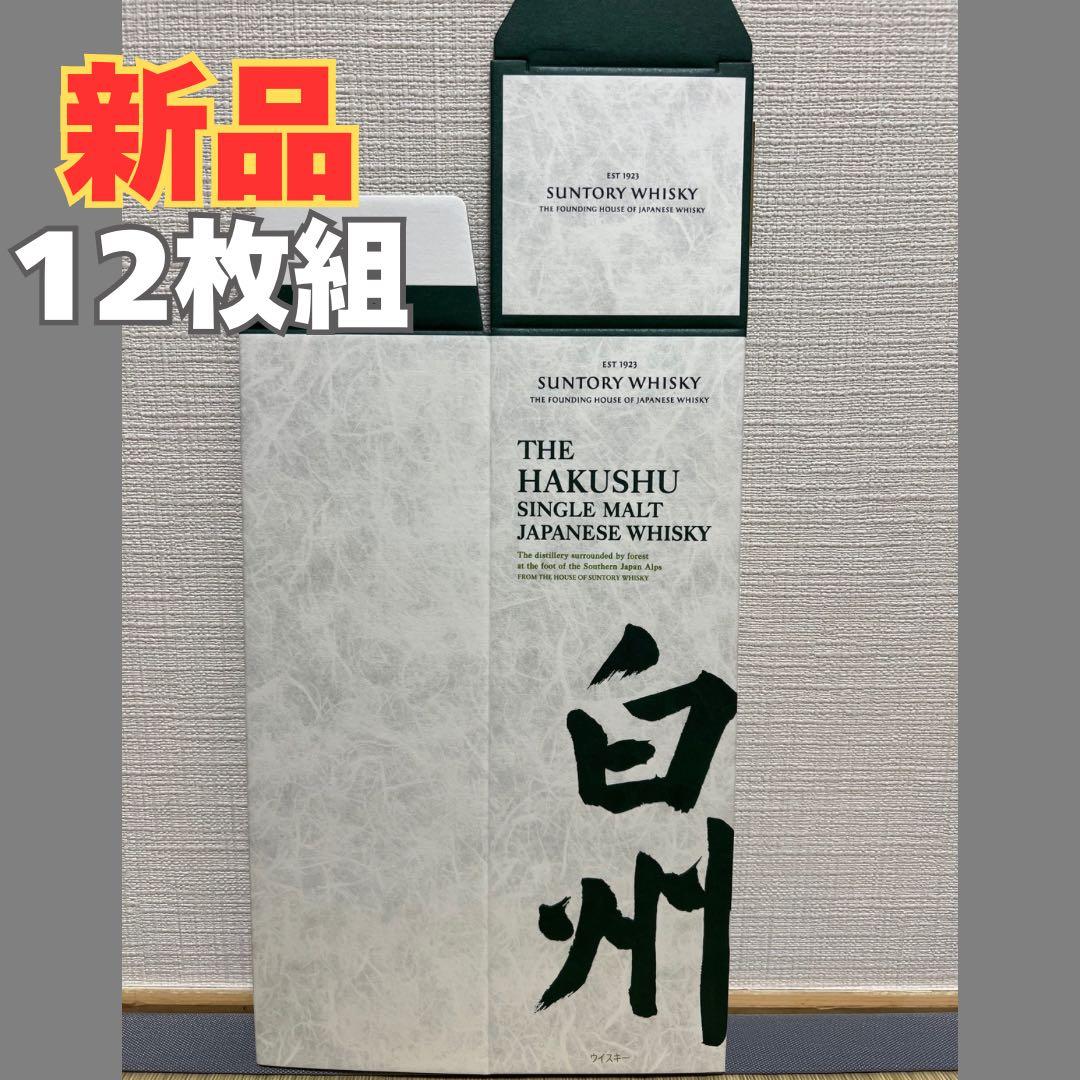 新品
12枚組
EST 1923
SUNTORY WHISKY
THE FOUNDING HOUSE OF JAPANESE WHISKY
EST 1923
SUNTORY WHISKY
THE FOUNDING HOUSE OF JAPANESE WHISKY
THE
HAKUSHU
SINGLE MALT
JAPANESE WHISKY
The distillery surrounded by forest
at the foot of the Southern Japan Alps
FROM THE HOUSE OF SUNTORY WHISKY
白州
ウイスキー